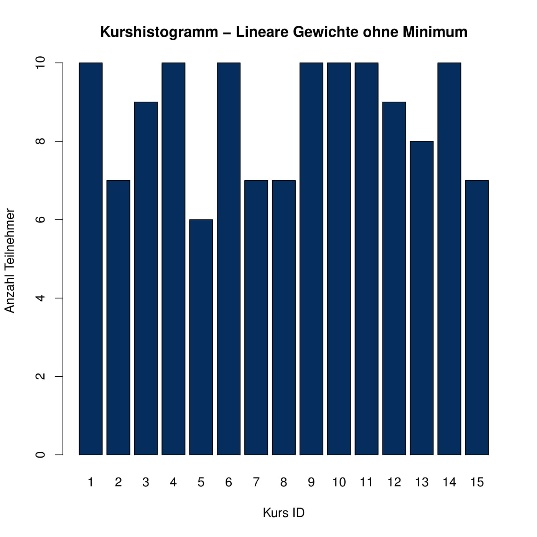 Kurshistogramm – Lineare Gewichte ohne Minimum
Anzahl Teilnehmer
10
8
6
4
2
0
1 2 3 4 5 6 7 8 9 10 11 12 13 14 15
Kurs ID